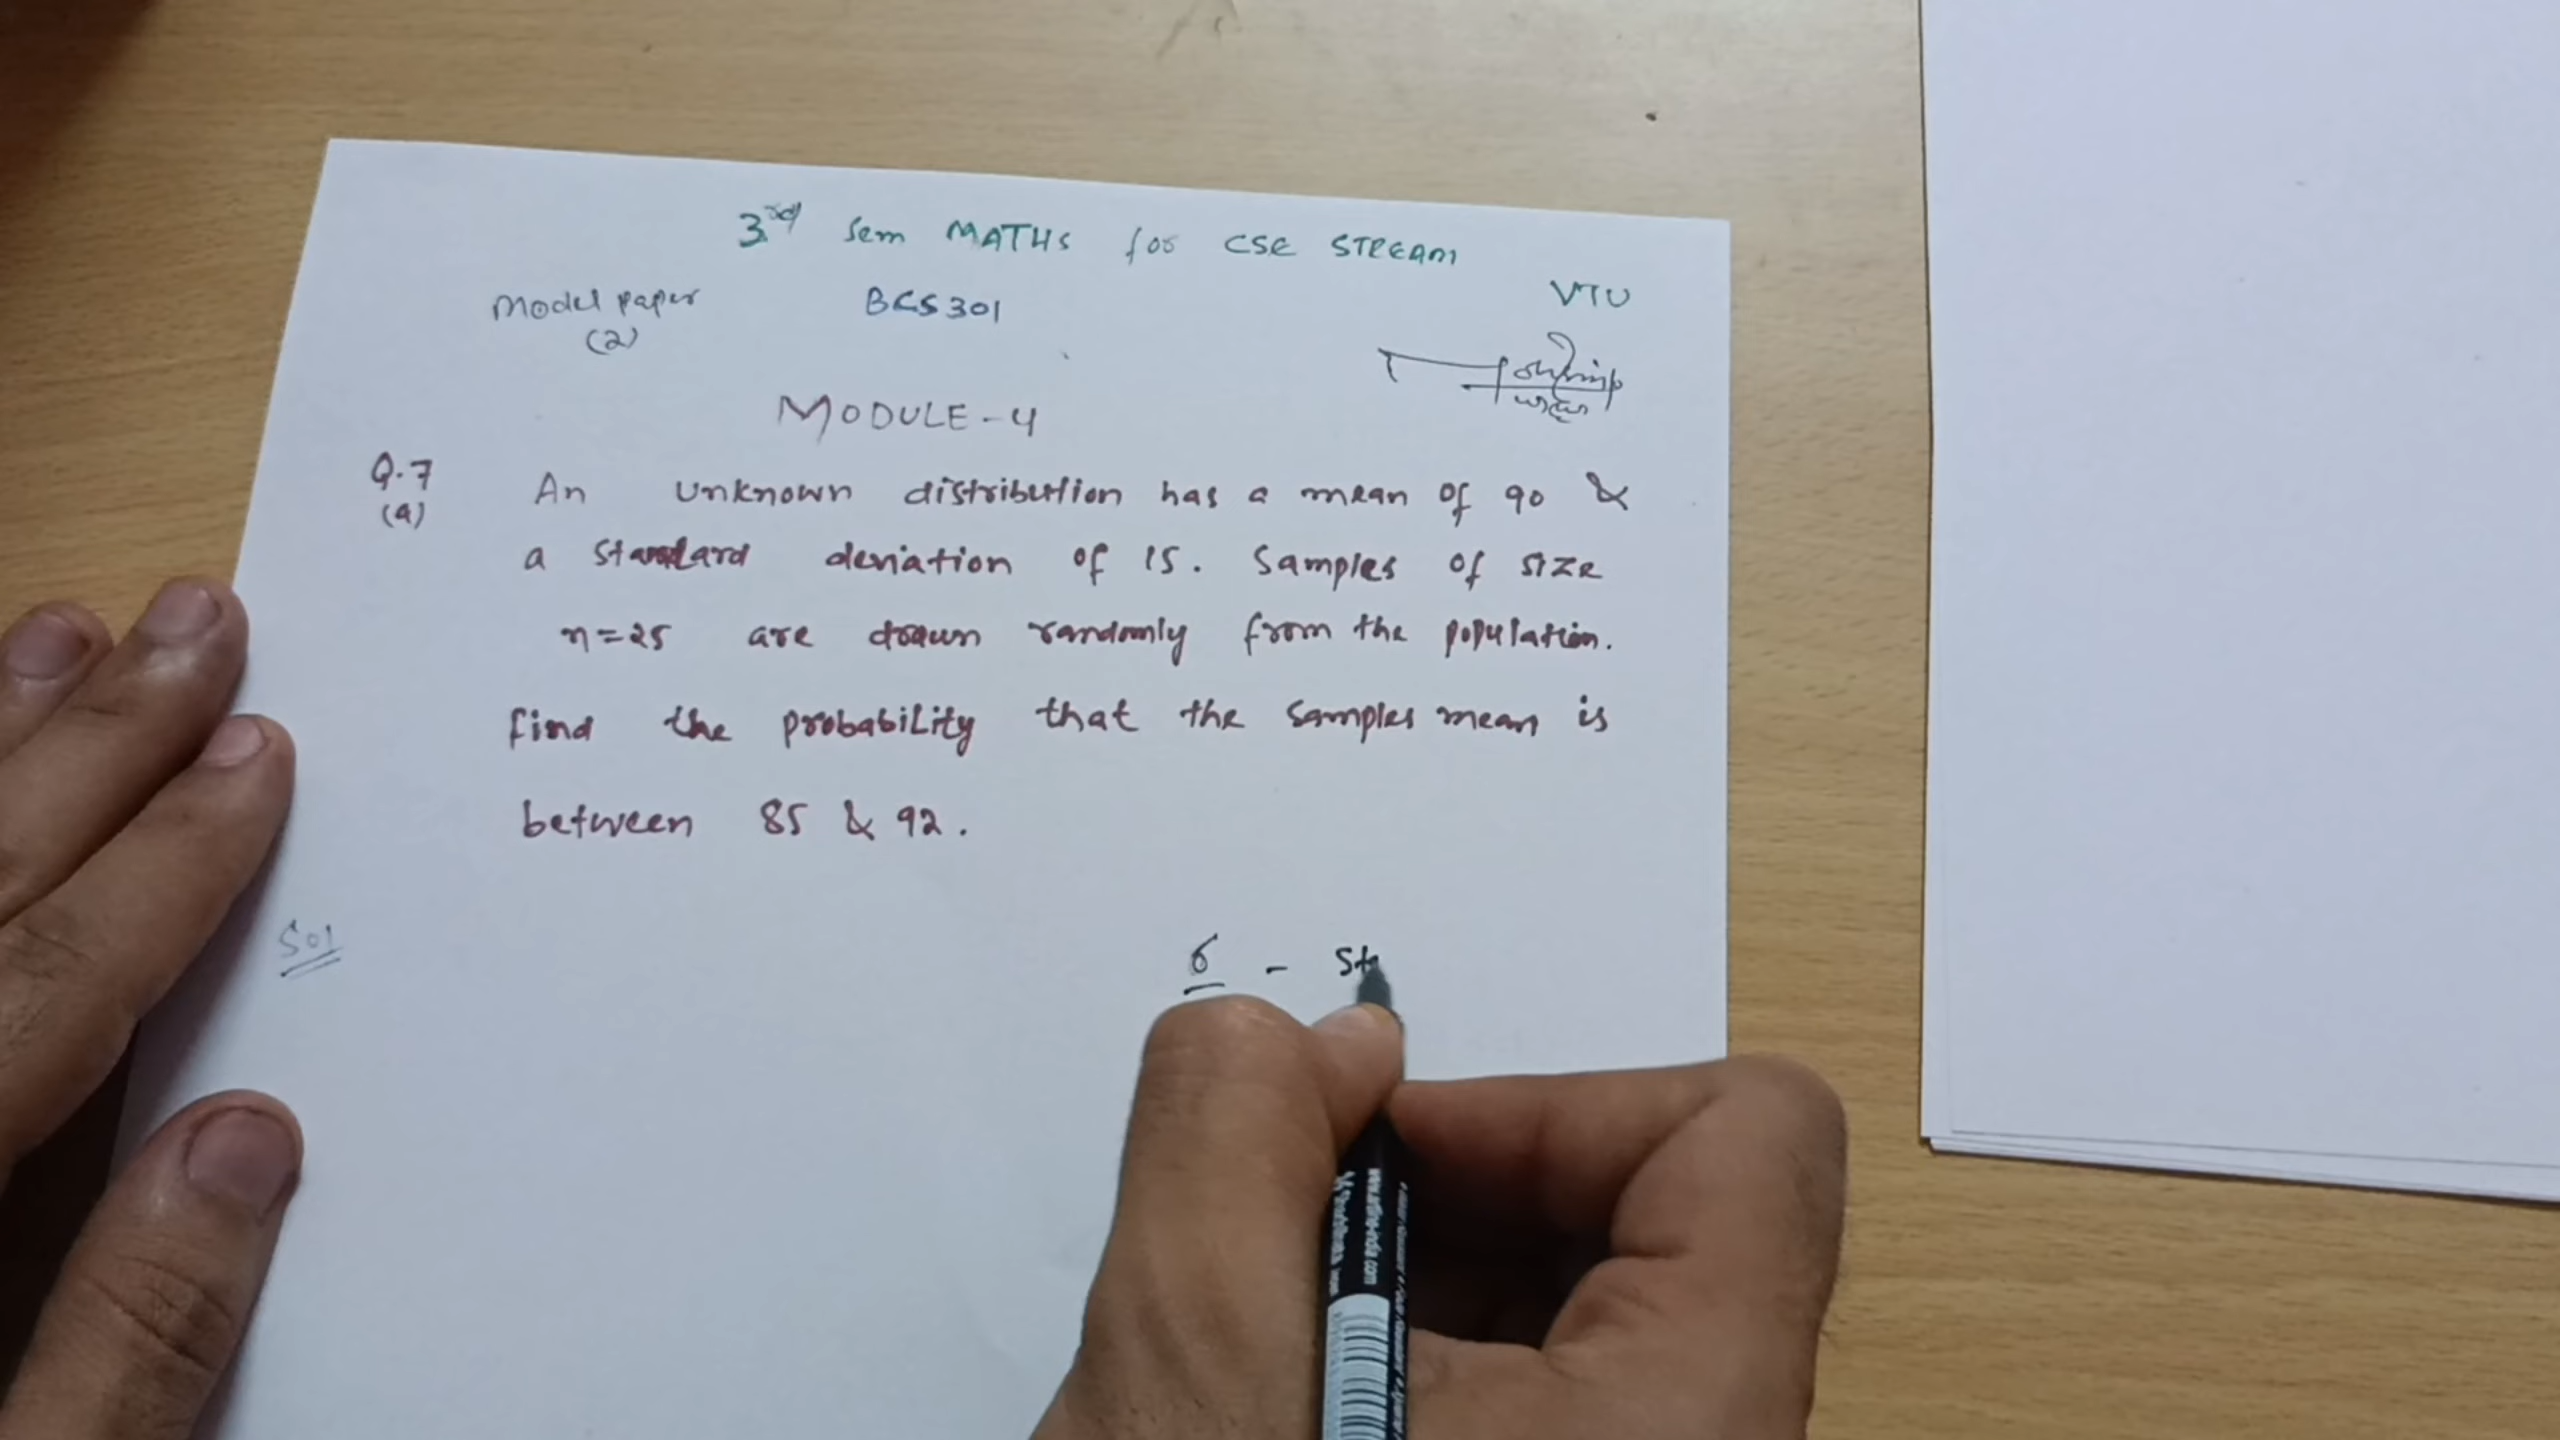 3rd Sem MATHS for CSE STREAM
Model paper BCS301 VTU
(2)
MODULE-4
Q.7 An unknown distribution has a mean of 90 &
(a) a standard deviation of 15. Samples of size
n=25 are drawn randomly from the population.
find the probability that the samples mean is
between 85 & 92.
Sol
σ - Sta